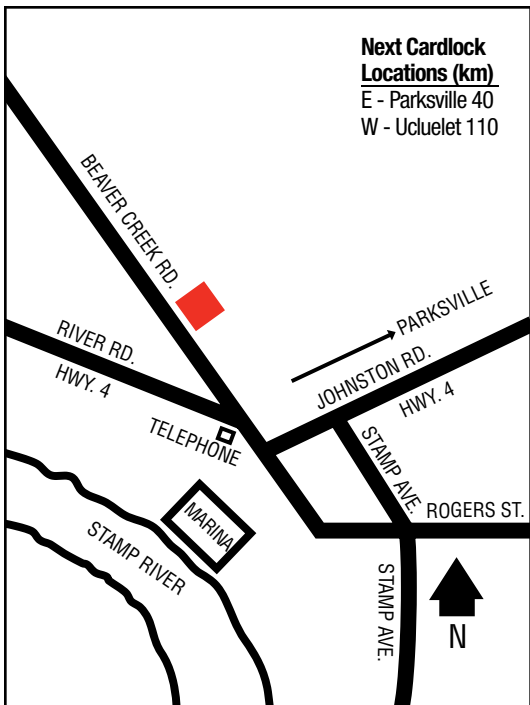 Next Cardlock
Locations (km)
E - Parksville 40
W - Ucluelet 110
BEAVER CREEK RD.
PARKSVILLE
RIVER RD.
HWY. 4
JOHNSTON RD.
HWY. 4
TELEPHONE
STAMP AVE.
MARINA
ROGERS ST.
STAMP RIVER
STAMP AVE.
N